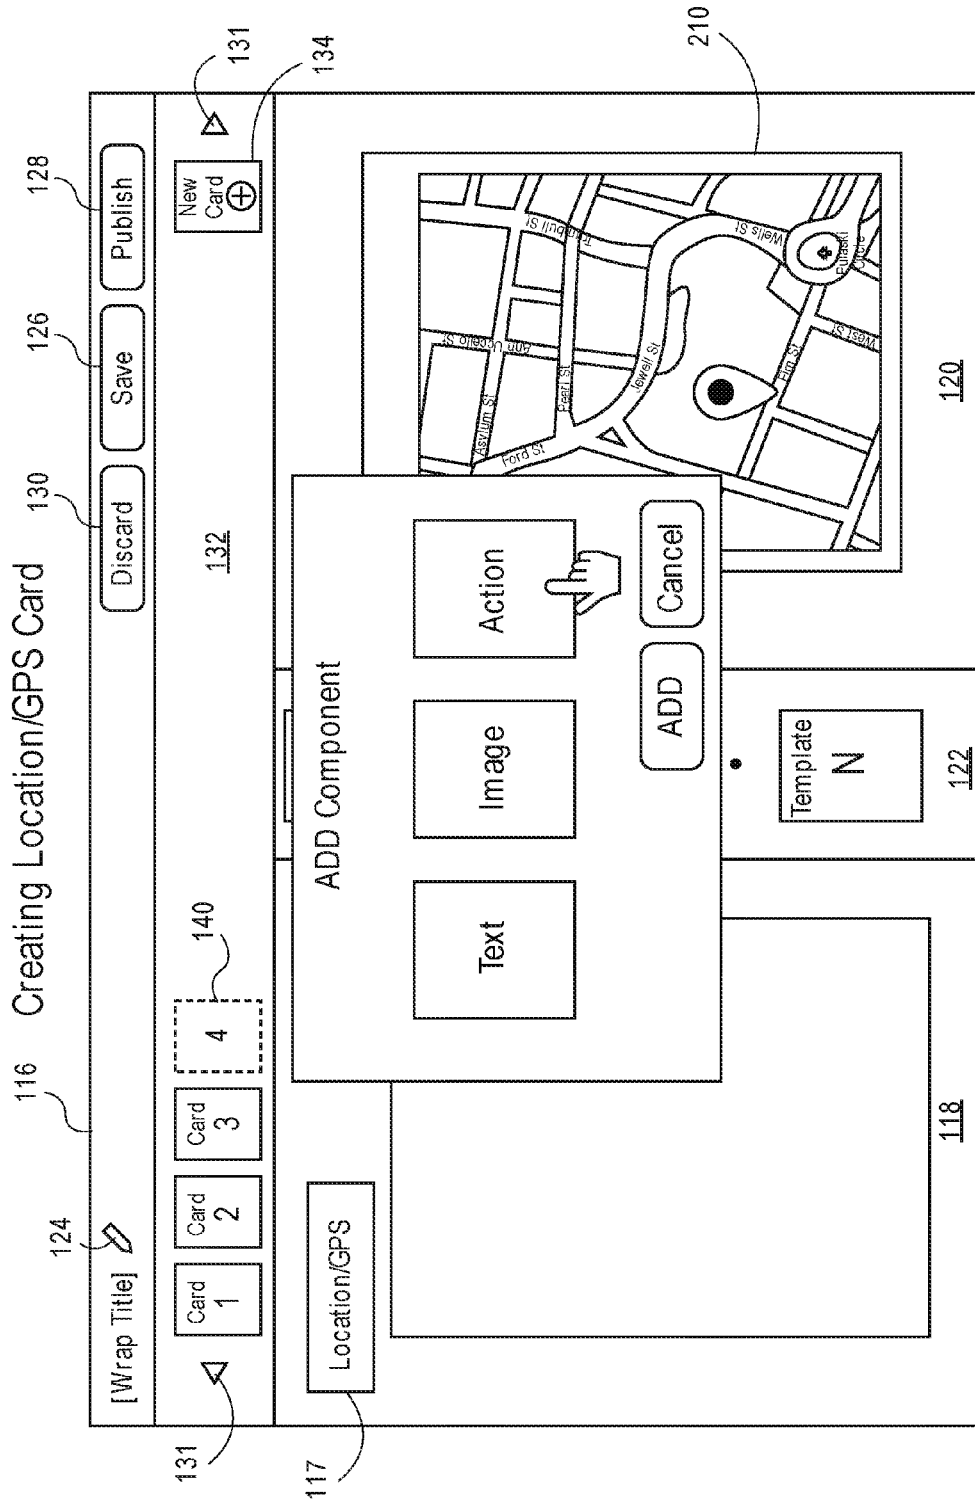 Creating Location/GPS Card
116
124
130
126
128
[Wrap Title]
Discard
Save
Publish
131
131
134
Card
1
Card
2
Card
3
4
140
132
New
Card
117
Location/GPS
ADD Component
Text
Image
Action
ADD
Cancel
Template
N
118
122
120
210
Asylum St
Ann Uccello St
Trumbull St
Ford St
Pearl St
Jewell St
Wells St
Elm St
West St
Pulaski
Circle